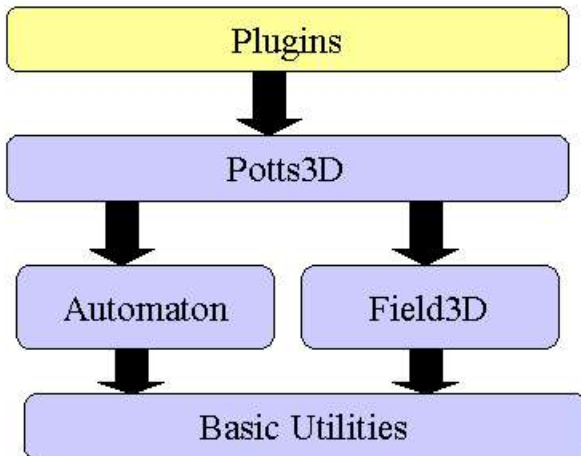 Plugins
Potts3D
Automaton
Field3D
Basic Utilities